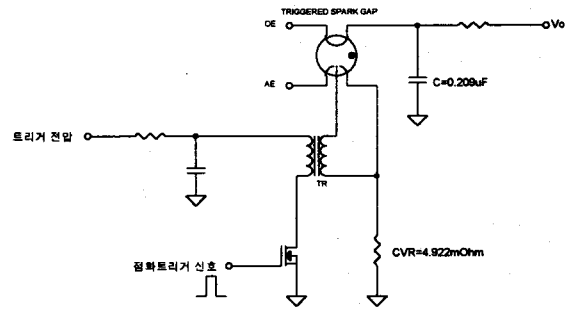 TRIGGERED SPARK GAP
OE
Vo
AE
C=0.209uF
트리거 전압
TR
CVR=4.922mOhm
점화트리거 신호